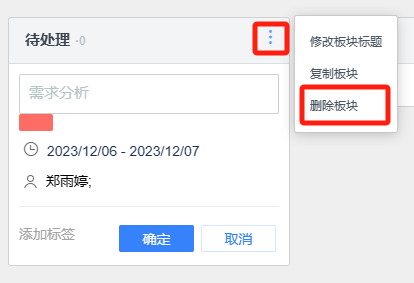 待处理 ·0
修改板块标题
复制板块
删除板块
需求分析
2023/12/06 - 2023/12/07
郑雨婷;
添加标签
确定
取消